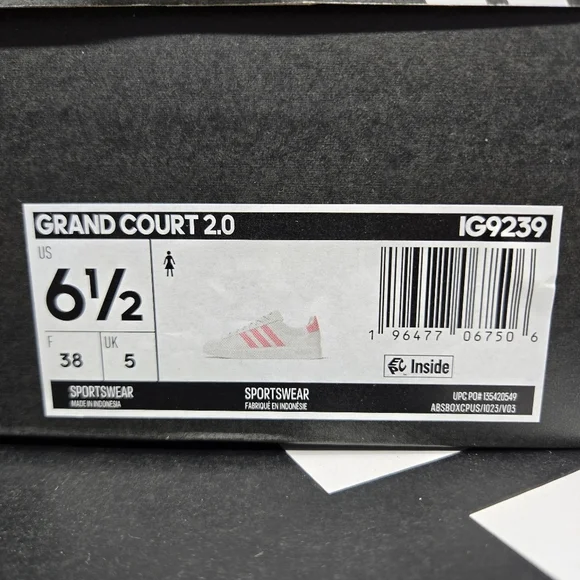 GRAND COURT 2.0 IG9239
US
6½
F 38 UK 5
1 96477 06750 6
Inside
SPORTSWEAR SPORTSWEAR UPC PO# 135420549
MADE IN INDONESIA FABRIQUÉ EN INDONÉSIE ABSBOXCPUS/IQ23/V03